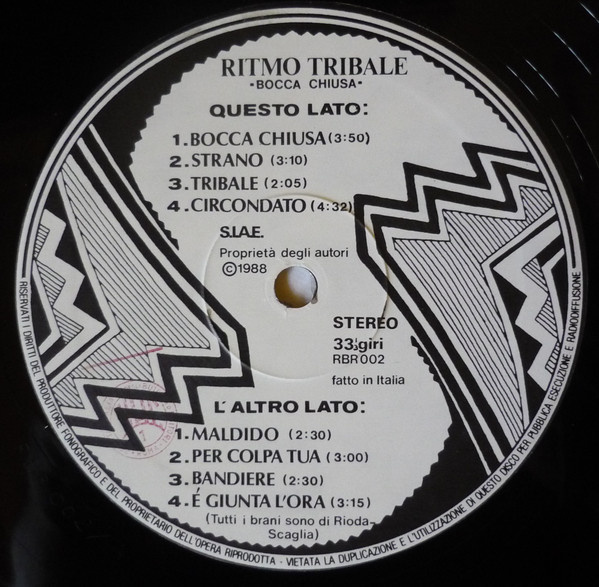 RITMO TRIBALE
•BOCCA CHIUSA•
QUESTO LATO:
1.BOCCA CHIUSA (3:50)
2.STRANO (3:10)
3.TRIBALE (2:05)
4.CIRCONDATO (4:32)
S.I.A.E.
Proprietà degli autori
©1988
STEREO
33⅓giri
RBR002
fatto in Italia
L'ALTRO LATO:
1.MALDIDO (2:30)
2.PER COLPA TUA (3:00)
3.BANDIERE (2:30)
4.É GIUNTA L'ORA (3:15)
(Tutti i brani sono di Rioda-
Scaglia)
RISERVATI I DIRITTI DEL PRODUTTORE FONOGRAFICO E DEL PROPRIETARIO DELL'OPERA RIPRODOTTA - VIETATA LA DUPLICAZIONE E L'UTILIZZAZIONE DI QUESTO DISCO PER PUBBLICA ESECUZIONE E RADIODIFFUSIONE